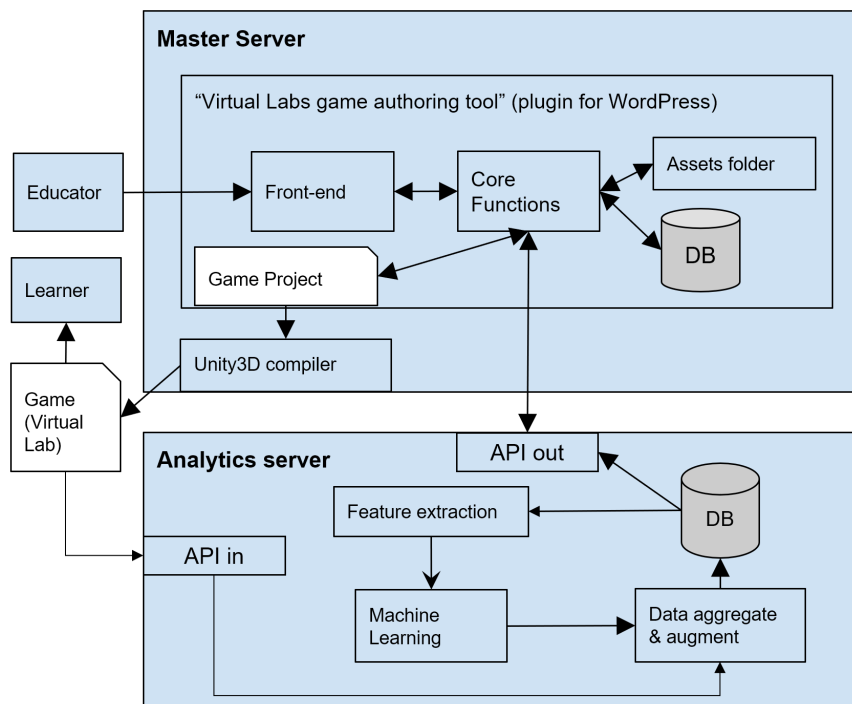 Master Server
“Virtual Labs game authoring tool” (plugin for WordPress)
Educator
Front-end
Core
Functions
Assets folder
DB
Learner
Game Project
Unity3D compiler
Game
(Virtual
Lab)
Analytics server
API out
Feature extraction
DB
API in
Machine
Learning
Data aggregate
& augment